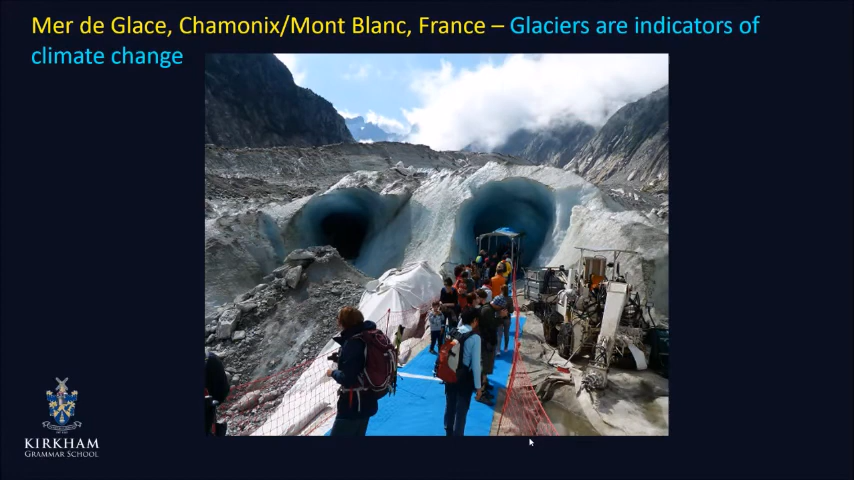 Mer de Glace, Chamonix/Mont Blanc, France – Glaciers are indicators of
climate change
KIRKHAM
GRAMMAR SCHOOL